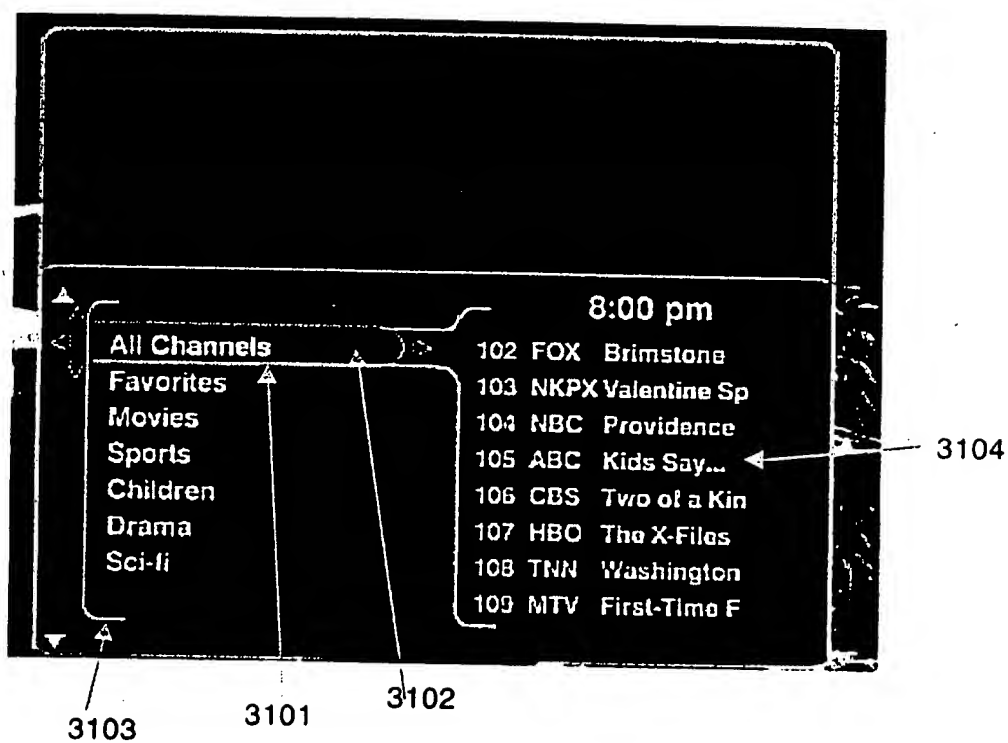 8:00 pm
All Channels
Favorites
Movies
Sports
Children
Drama
Sci-fi
102 FOX Brimstone
103 NKPX Valentine Sp
104 NBC Providence
105 ABC Kids Say...
106 CBS Two of a Kin
107 HBO The X-Files
108 TNN Washington
109 MTV First-Time F
3104
3103
3101
3102